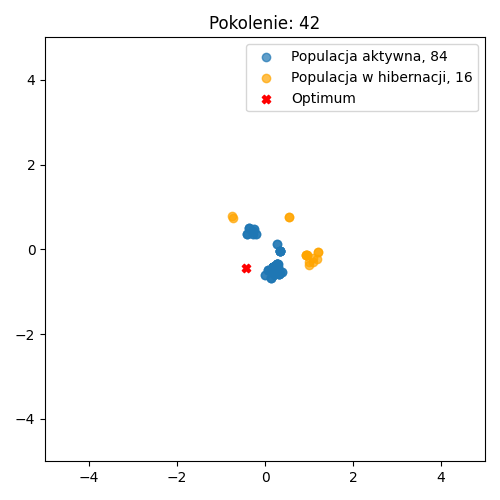 Pokolenie: 42
Populacja aktywna, 84
Populacja w hibernacji, 16
Optimum
4
2
0
−2
−4
−4
−2
0
2
4